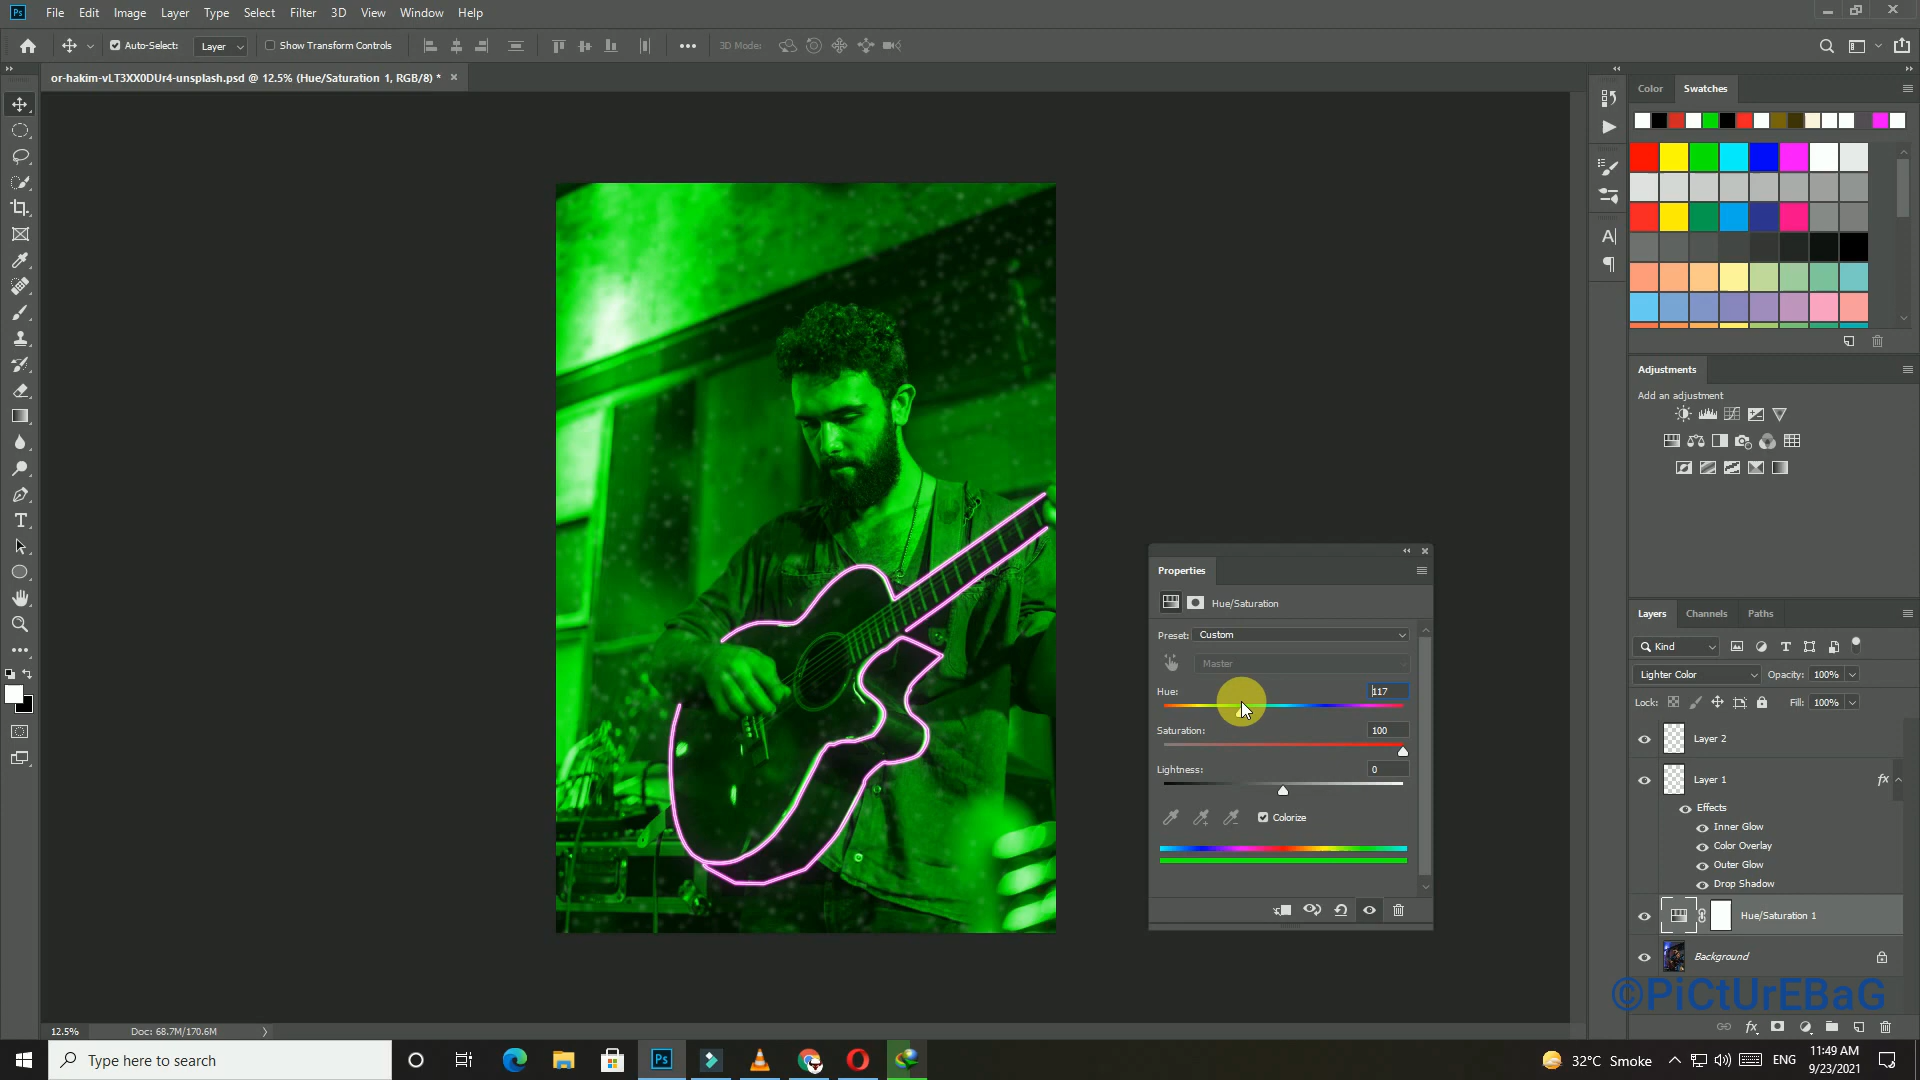 Ps File Edit Image Layer Type Select Filter 3D View Window Help
Auto-Select: Layer Show Transform Controls 3D Mode:
or-hakim-vLT3XX0DUr4-unsplash.psd @ 12.5% (Hue/Saturation 1, RGB/8) *
Color Swatches
Adjustments
Add an adjustment
Properties
Hue/Saturation
Preset: Custom
Master
Hue: 117
Saturation: 100
Lightness: 0
Colorize
Layers Channels Paths
Kind
Lighter Color Opacity: 100%
Lock: Fill: 100%
Layer 2
Layer 1 fx
Effects
Inner Glow
Color Overlay
Outer Glow
Drop Shadow
Hue/Saturation 1
Background
©PiCtUrEBaG
12.5% Doc: 68.7M/170.6M
Type here to search
Ps
32°C Smoke
ENG
11:49 AM
9/23/2021